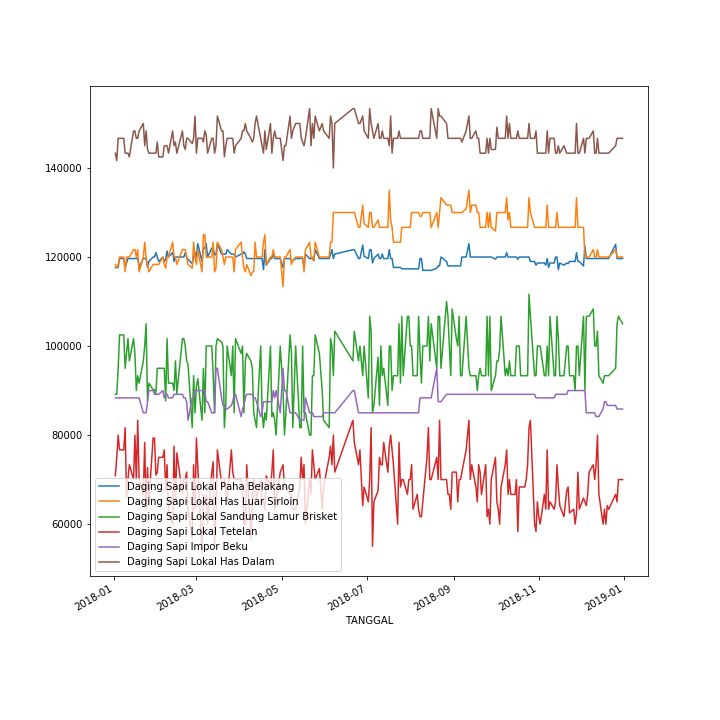 140000
120000
100000
80000
60000
Daging Sapi Lokal Paha Belakang
Daging Sapi Lokal Has Luar Sirloin
Daging Sapi Lokal Sandung Lamur Brisket
Daging Sapi Lokal Tetelan
Daging Sapi Impor Beku
Daging Sapi Lokal Has Dalam
2018-01 2018-03 2018-05 2018-07 2018-09 2018-11 2019-01
TANGGAL